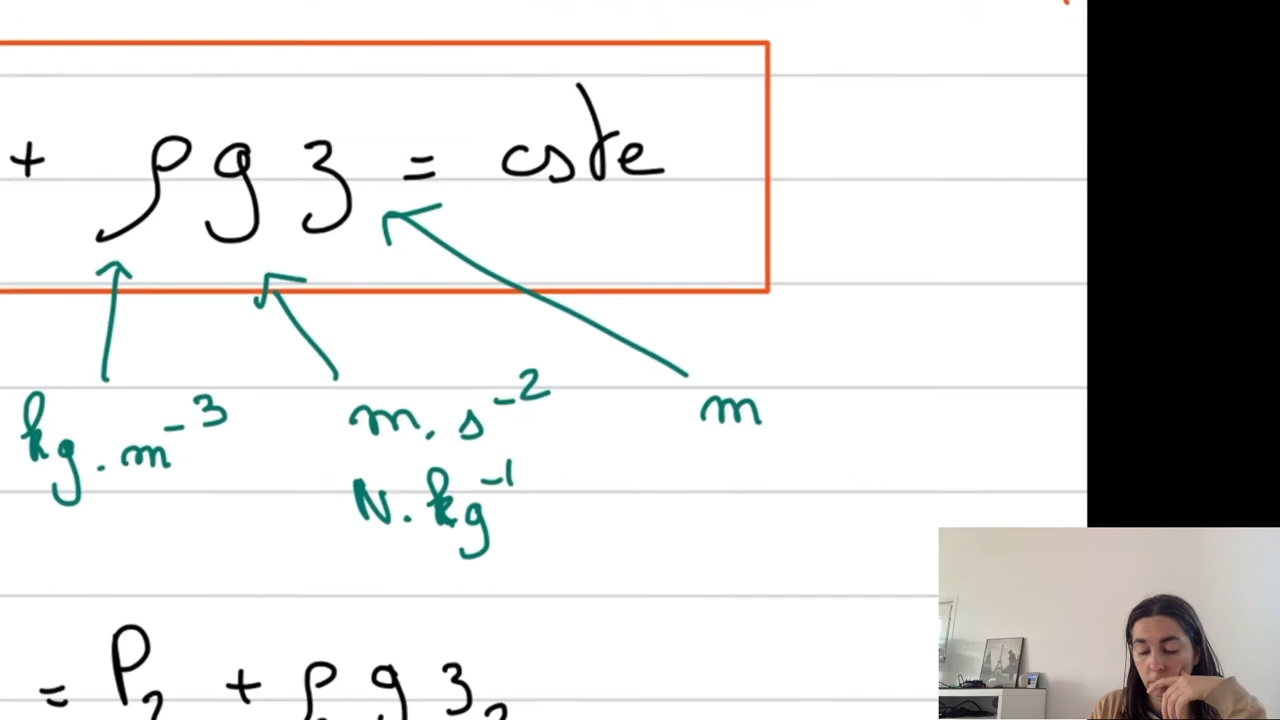 + ρ g z = cste
kg.m⁻³ m.s⁻² m
N.kg⁻¹
= P₂ + ρ g z₂